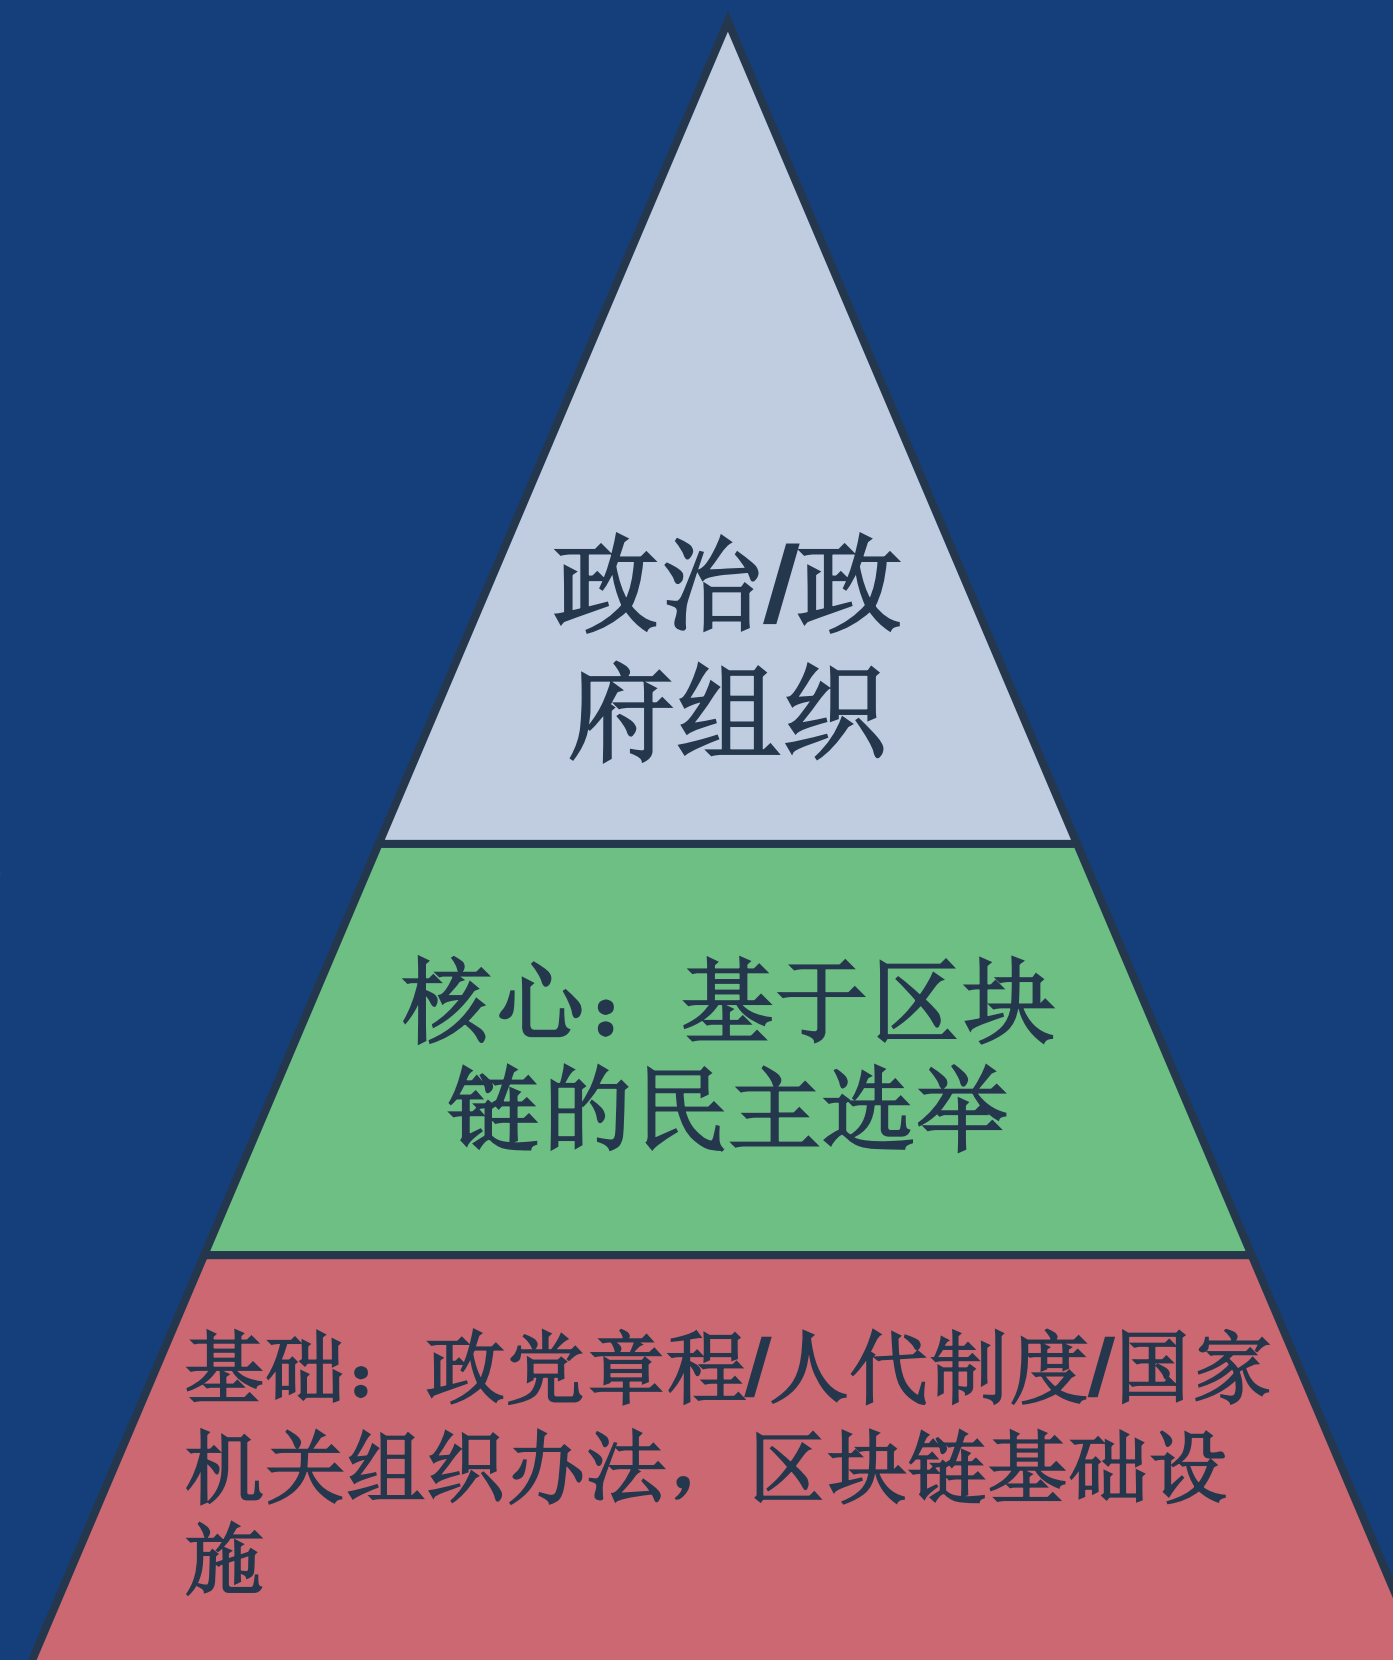 政治/政
府组织
核心：基于区块
链的民主选举
基础：政党章程/人代制度/国家
机关组织办法，区块链基础设
施